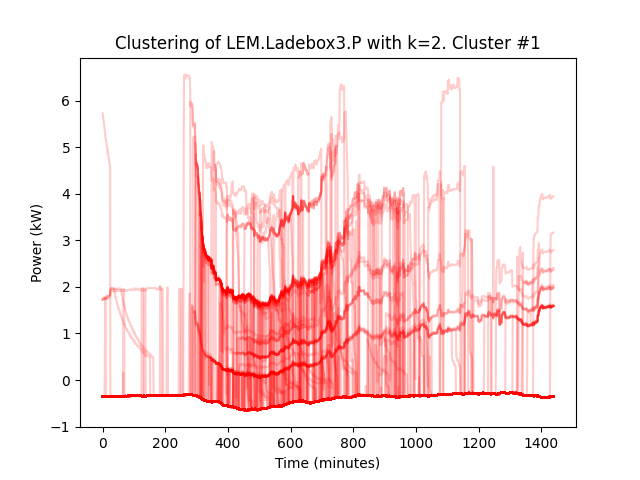 Clustering of LEM.Ladebox3.P with k=2. Cluster #1
Power (kW)
6
5
4
3
2
1
0
−1
0 200 400 600 800 1000 1200 1400
Time (minutes)